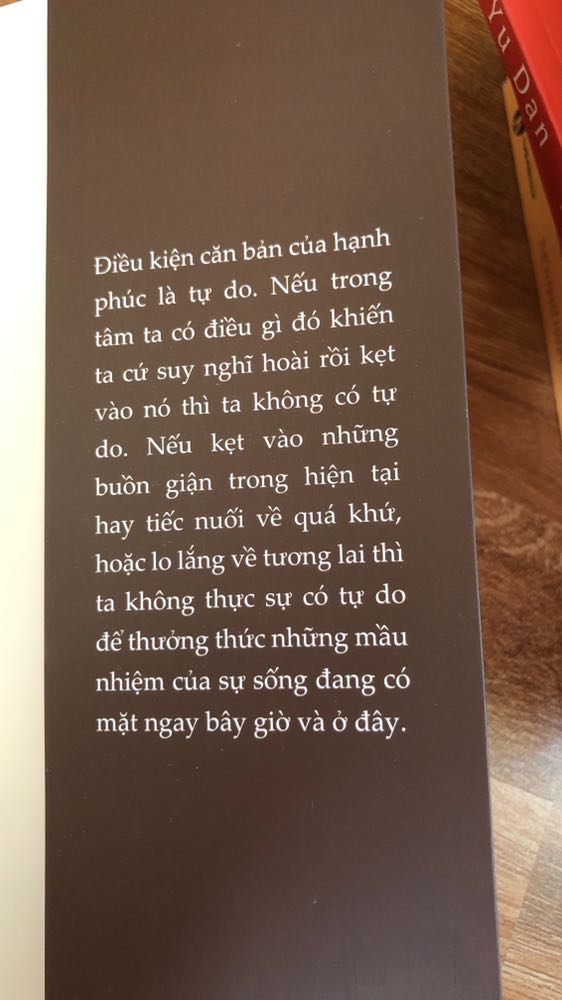 Điều kiện căn bản của hạnh
phúc là tự do. Nếu trong
tâm ta có điều gì đó khiến
ta cứ suy nghĩ hoài rồi kẹt
vào nó thì ta không có tự
do. Nếu kẹt vào những
buồn giận trong hiện tại
hay tiếc nuối về quá khứ,
hoặc lo lắng về tương lai thì
ta không thực sự có tự do
để thưởng thức những mầu
nhiệm của sự sống đang có
mặt ngay bây giờ và ở đây.
Yu Dan